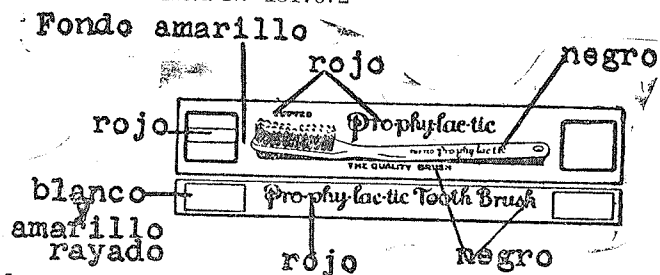 Fondo amarillo
rojo
negro
rojo
Pro-phy-lac-tic
THE QUALITY BRUSH
blanco
y
amarillo
rayado
Pro-phy-lac-tic Tooth Brush
rojo
negro